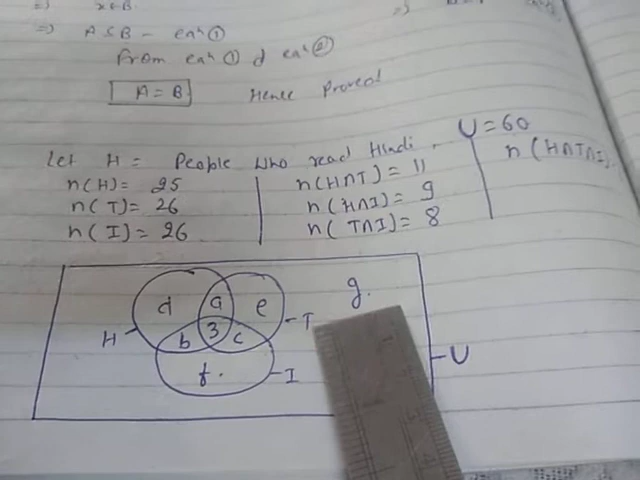 => x ∈ B.
=> A ⊆ B – eqⁿ ①
From eqⁿ ① d eqⁿ ②
A = B Hence Proved
U = 60
Let H = People who read Hindi.
n(H) = 25 n(H∩T) = 11 n(H∩T∩I)
n(T) = 26 n(H∩I) = 9
n(I) = 26 n(T∩I) = 8
d a e g.
H b 3 c T
f. I U